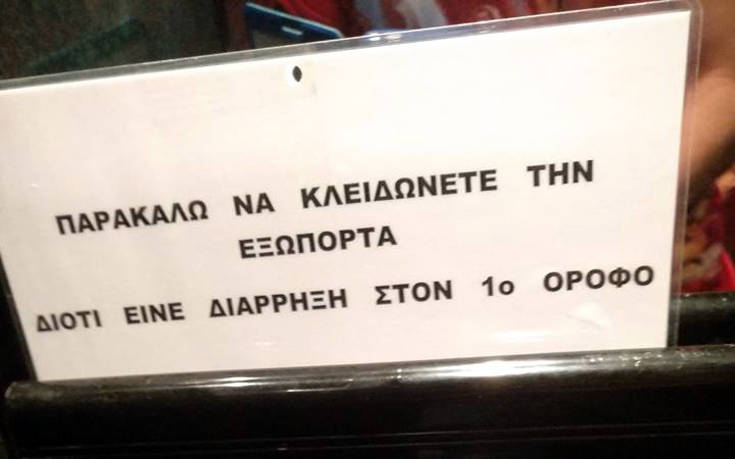 ΠΑΡΑΚΑΛΩ ΝΑ ΚΛΕΙΔΩΝΕΤΕ ΤΗΝ
ΕΞΩΠΟΡΤΑ
ΔΙΟΤΙ ΕΙΝΕ ΔΙΑΡΡΗΞΗ ΣΤΟΝ 1ο ΟΡΟΦΟ